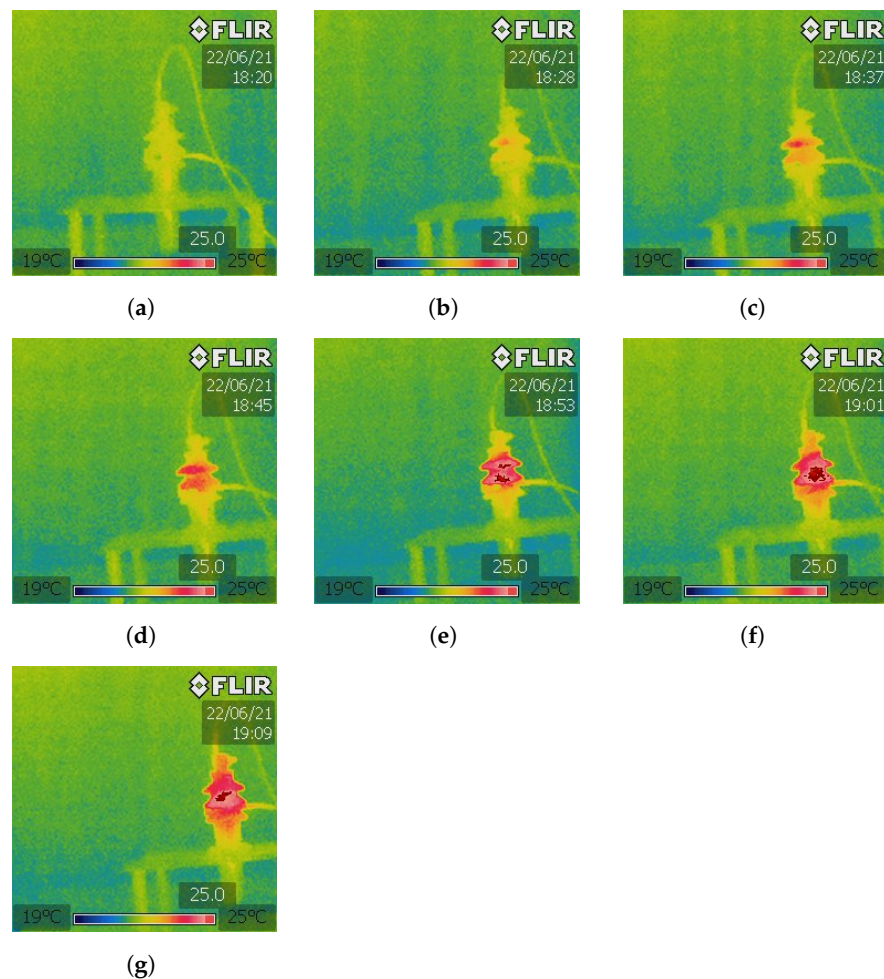 FLIR
22/06/21
18:20
25.0
19°C 25°C
(a)
FLIR
22/06/21
18:28
25.0
19°C 25°C
(b)
FLIR
22/06/21
18:37
25.0
19°C 25°C
(c)
FLIR
22/06/21
18:45
25.0
19°C 25°C
(d)
FLIR
22/06/21
18:53
25.0
19°C 25°C
(e)
FLIR
22/06/21
19:01
25.0
19°C 25°C
(f)
FLIR
22/06/21
19:09
25.0
19°C 25°C
(g)